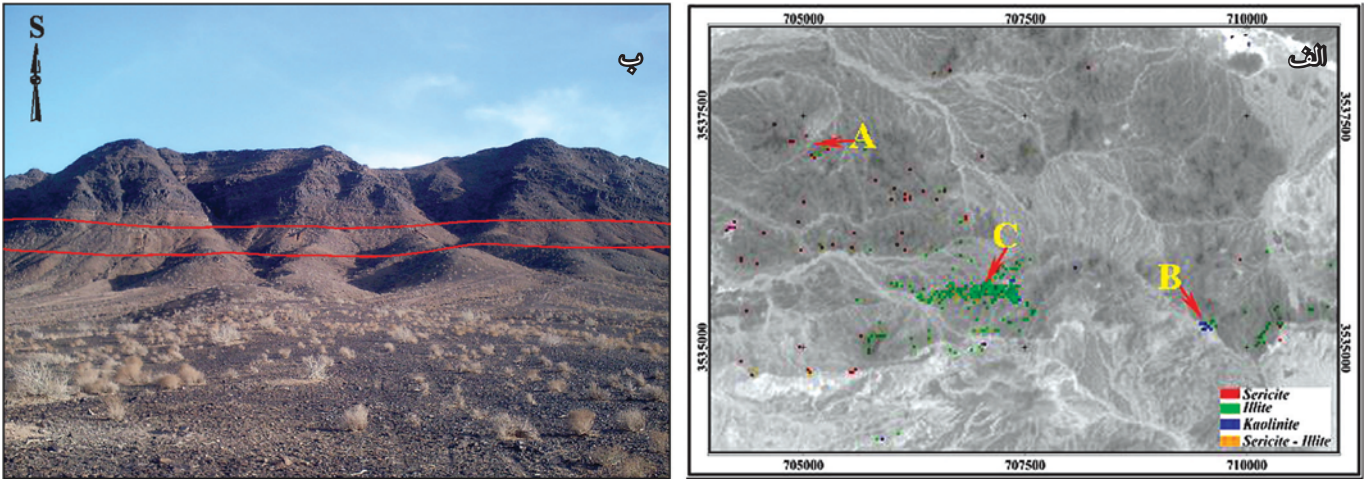 S
ب
705000 707500 710000
الف
3537500 3537500
A
C
B
3535000 3535000
Sericite
Illite
Kaolinite
Sericite - Illite
705000 707500 710000